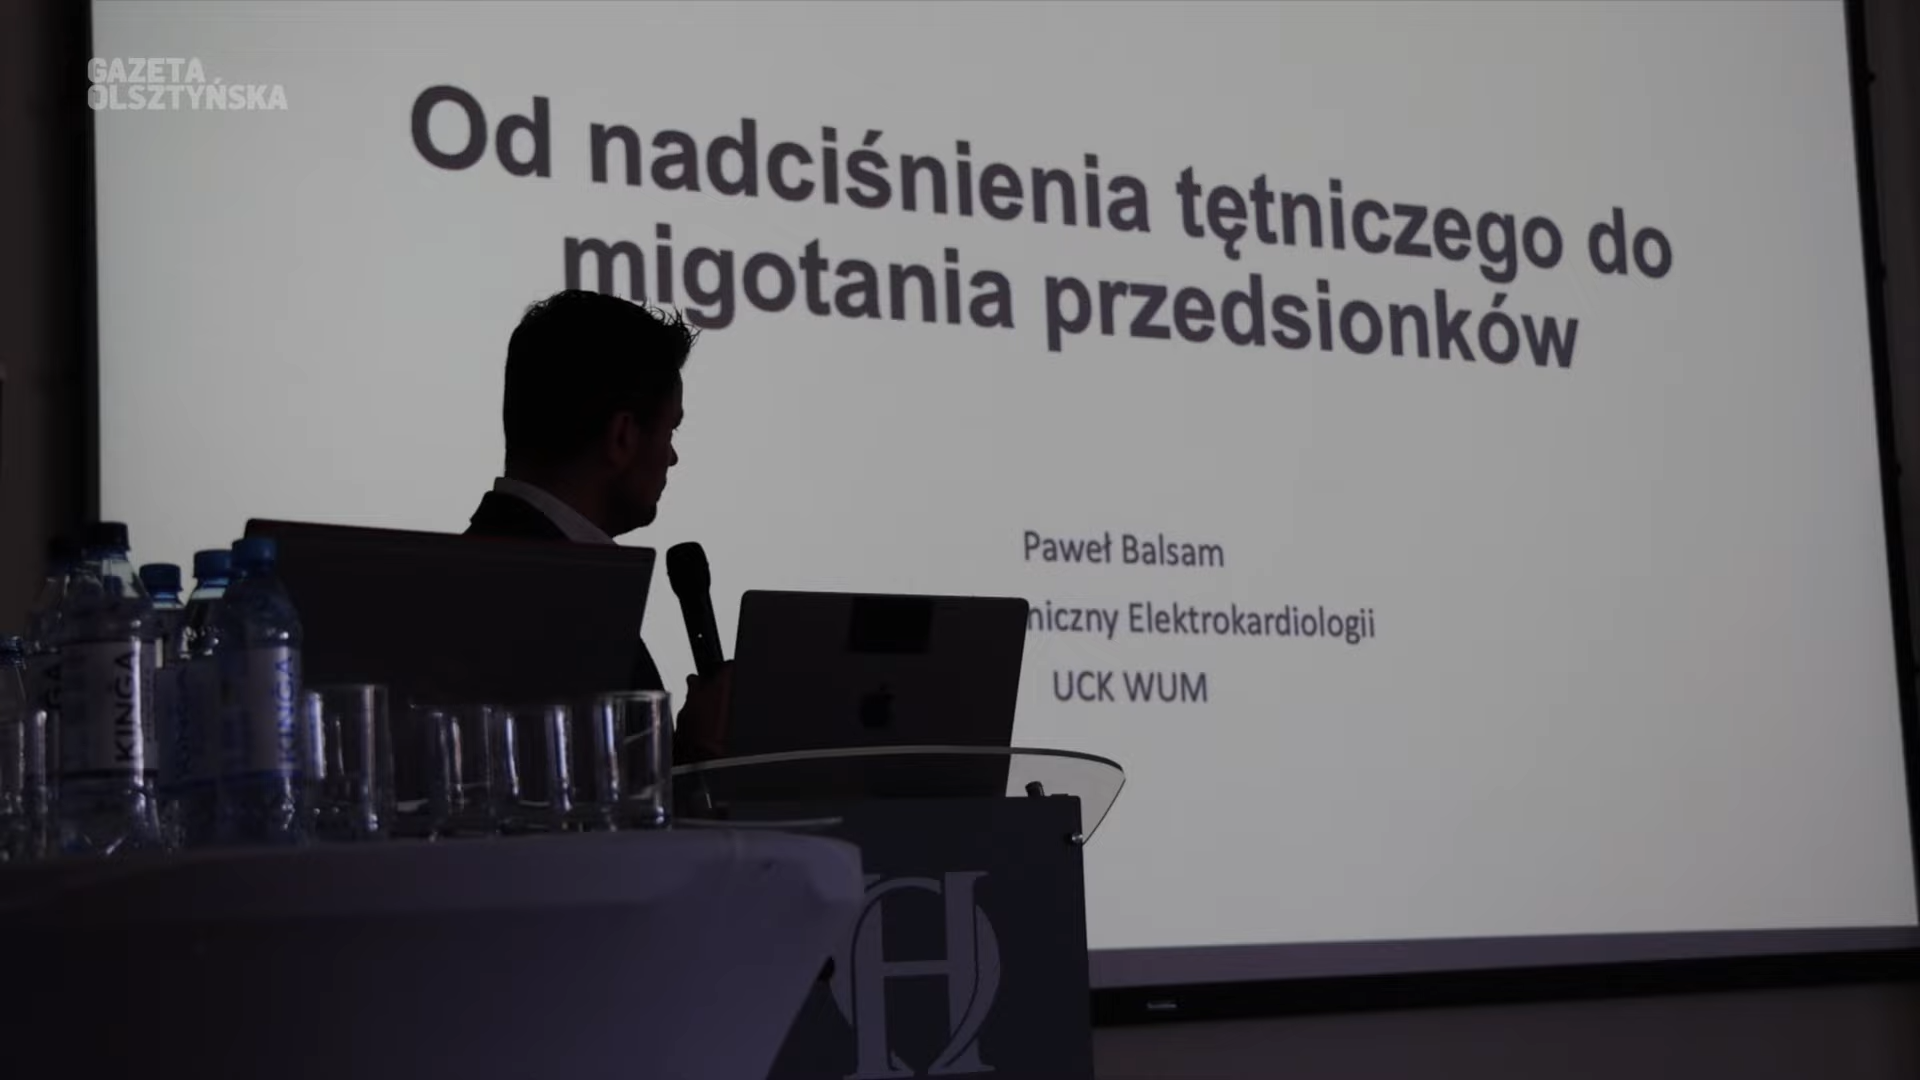 GAZETA
OLSZTYŃSKA
Od nadciśnienia tętniczego do
migotania przedsionków
Paweł Balsam
niczny Elektrokardiologii
UCK WUM
KINGA
KINGA